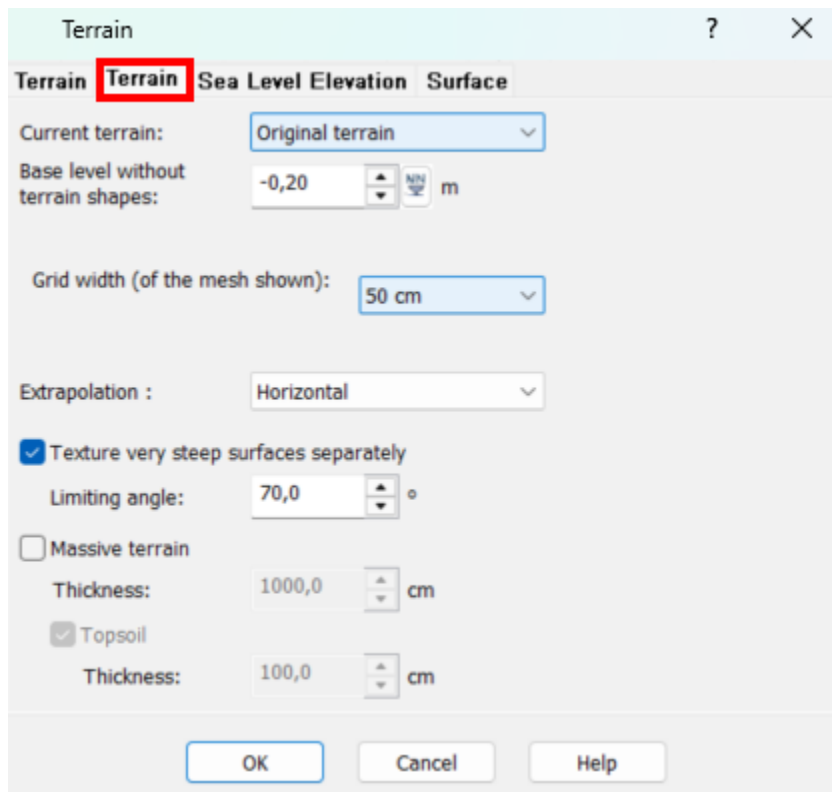 Terrain ?
Terrain Terrain Sea Level Elevation Surface
Current terrain: Original terrain
Base level without
terrain shapes: -0,20 NN m
Grid width (of the mesh shown): 50 cm
Extrapolation : Horizontal
Texture very steep surfaces separately
Limiting angle: 70,0 °
Massive terrain
Thickness: 1000,0 cm
Topsoil
Thickness: 100,0 cm
OK Cancel Help